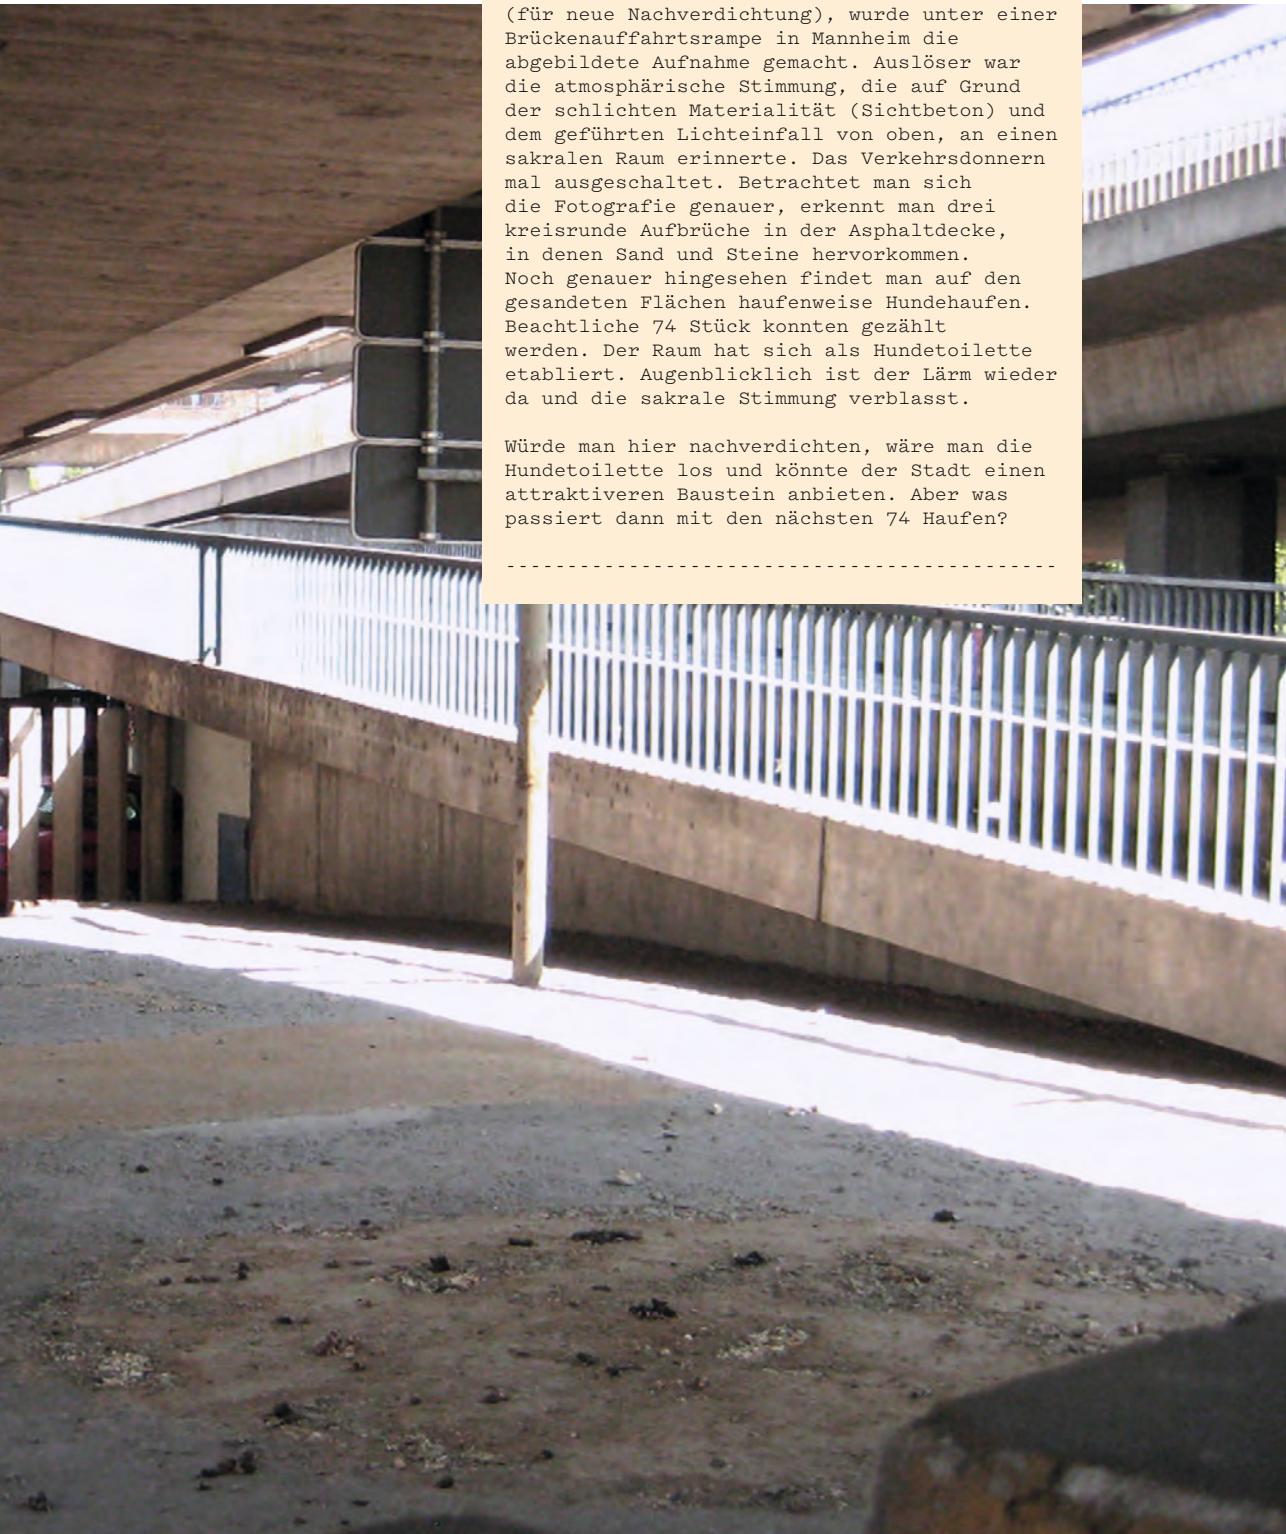 (für neue Nachverdichtung), wurde unter einer
Brückenauffahrtsrampe in Mannheim die
abgebildete Aufnahme gemacht. Auslöser war
die atmosphärische Stimmung, die auf Grund
der schlichten Materialität (Sichtbeton) und
dem geführten Lichteinfall von oben, an einen
sakralen Raum erinnerte. Das Verkehrsdonnern
mal ausgeschaltet. Betrachtet man sich
die Fotografie genauer, erkennt man drei
kreisrunde Aufbrüche in der Asphaltdecke,
in denen Sand und Steine hervorkommen.
Noch genauer hingesehen findet man auf den
gesandeten Flächen haufenweise Hundehaufen.
Beachtliche 74 Stück konnten gezählt
werden. Der Raum hat sich als Hundetoilette
etabliert. Augenblicklich ist der Lärm wieder
da und die sakrale Stimmung verblasst.
Würde man hier nachverdichten, wäre man die
Hundetoilette los und könnte der Stadt einen
attraktiveren Baustein anbieten. Aber was
passiert dann mit den nächsten 74 Haufen?
---------------------------------------------